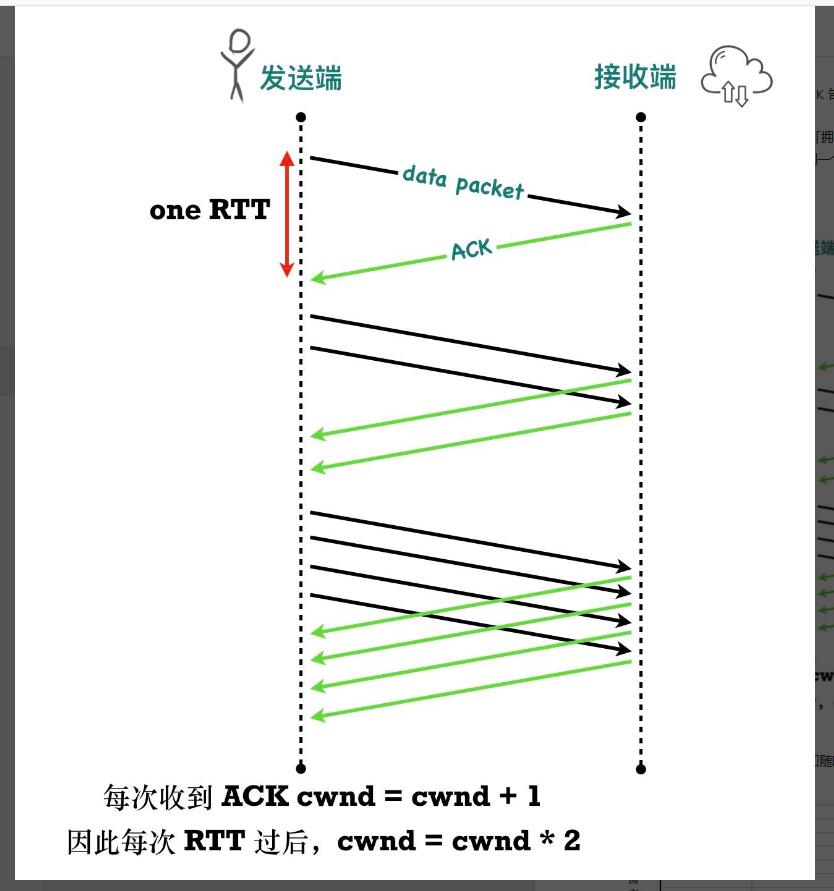 发送端
接收端
data packet
one RTT
ACK
每次收到 ACK cwnd = cwnd + 1
因此每次 RTT 过后，cwnd = cwnd * 2